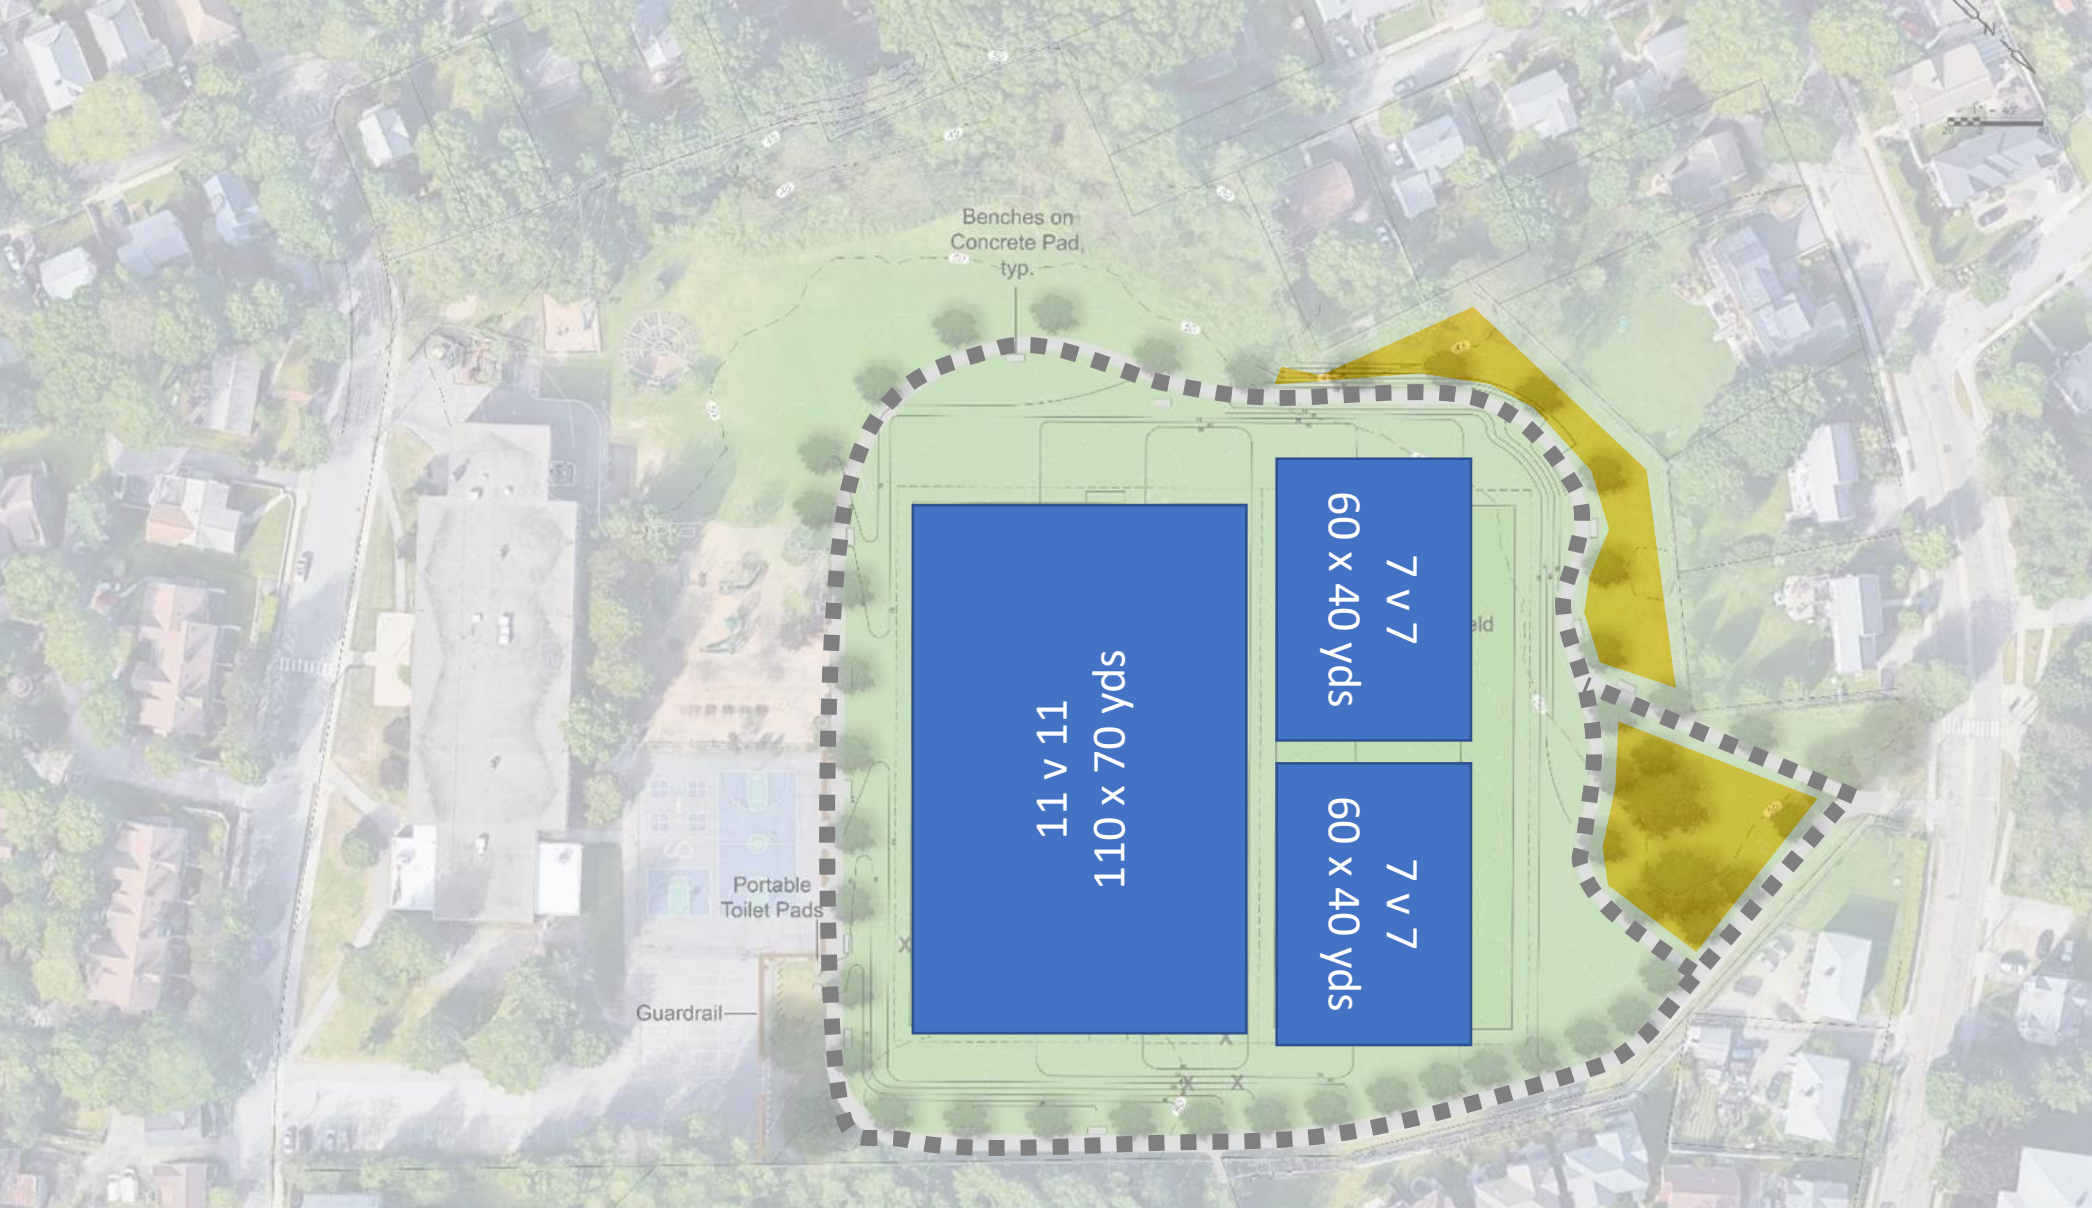 N
Benches on
Concrete Pad,
typ.
11 v 11
110 x 70 yds
7 v 7
60 x 40 yds
eld
7 v 7
60 x 40 yds
Portable
Toilet Pads
Guardrail
X
X
X
X